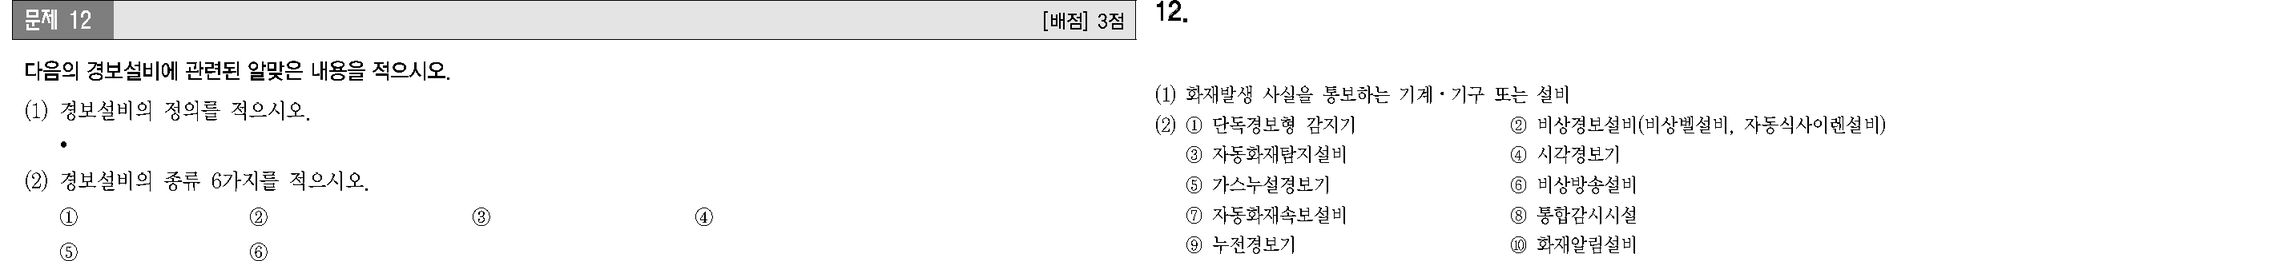 문제 12 [배점] 3점
다음의 경보설비에 관련된 알맞은 내용을 적으시오.
(1) 경보설비의 정의를 적으시오.
•
(2) 경보설비의 종류 6가지를 적으시오.
① ② ③ ④
⑤ ⑥
12.
(1) 화재발생 사실을 통보하는 기계·기구 또는 설비
(2) ① 단독경보형 감지기 ② 비상경보설비(비상벨설비, 자동식사이렌설비)
③ 자동화재탐지설비 ④ 시각경보기
⑤ 가스누설경보기 ⑥ 비상방송설비
⑦ 자동화재속보설비 ⑧ 통합감시시설
⑨ 누전경보기 ⑩ 화재알림설비